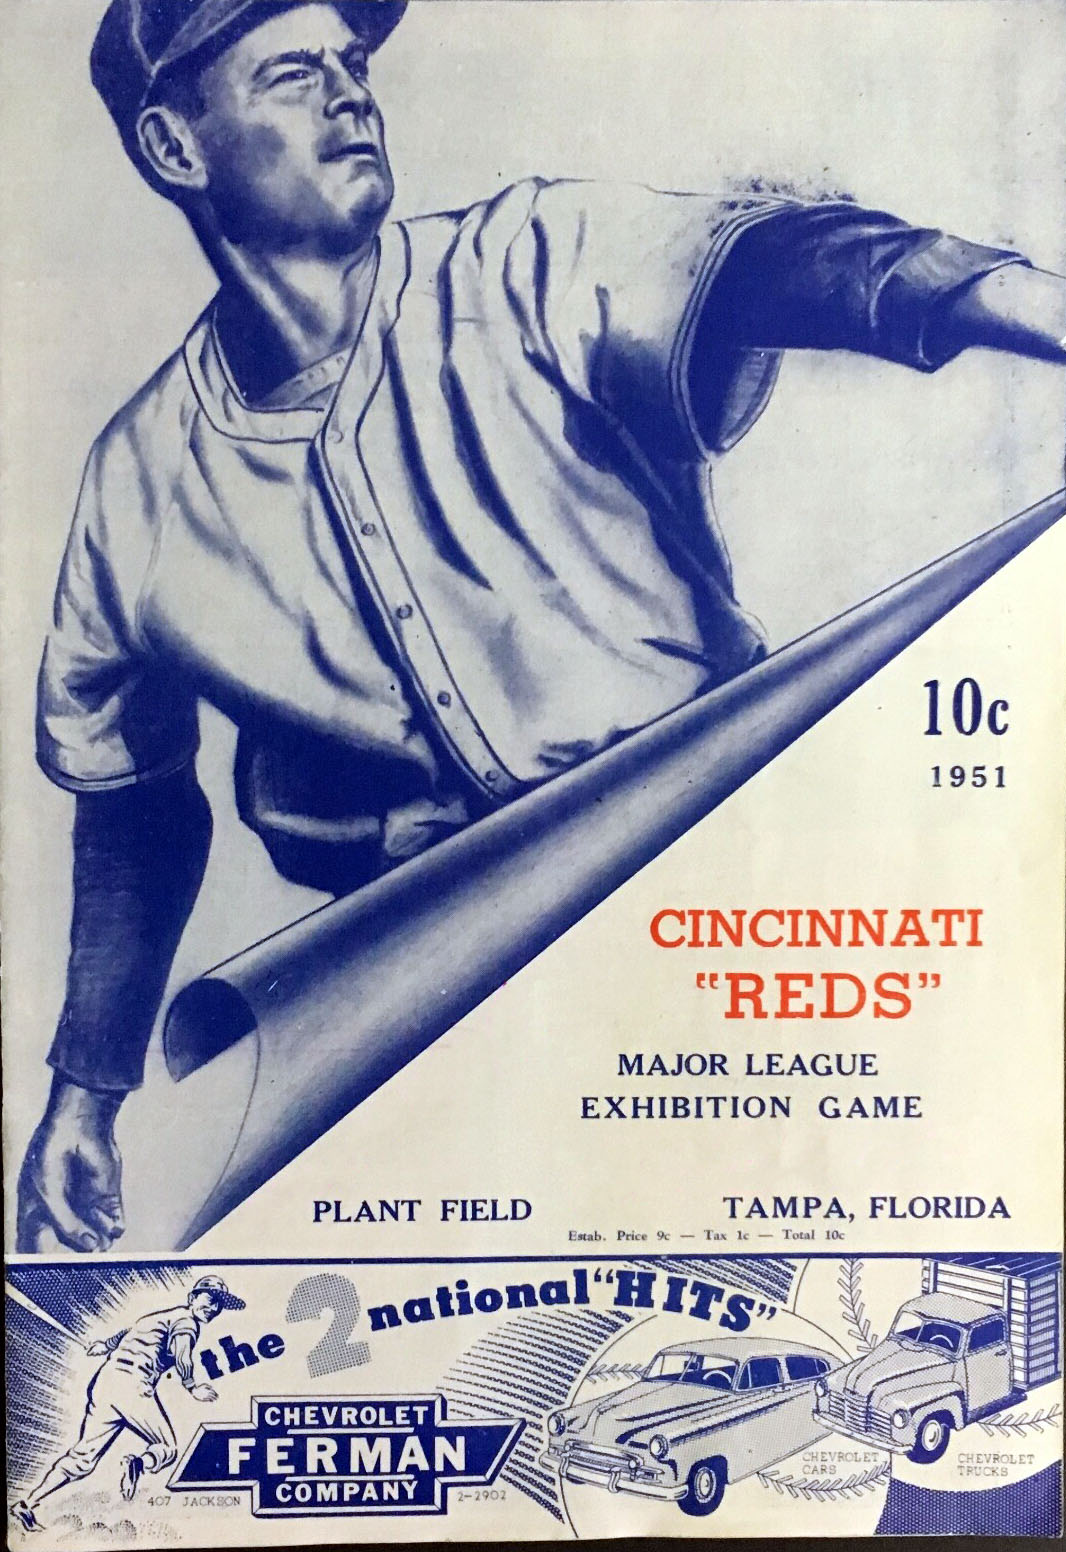 10c
1951
CINCINNATI
"REDS"
MAJOR LEAGUE
EXHIBITION GAME
PLANT FIELD
TAMPA, FLORIDA
Estab. Price 9c — Tax 1c — Total 10c
the 2 national "HITS"
CHEVROLET
FERMAN
COMPANY
407 JACKSON
2-2902
CHEVROLET
CARS
CHEVROLET
TRUCKS